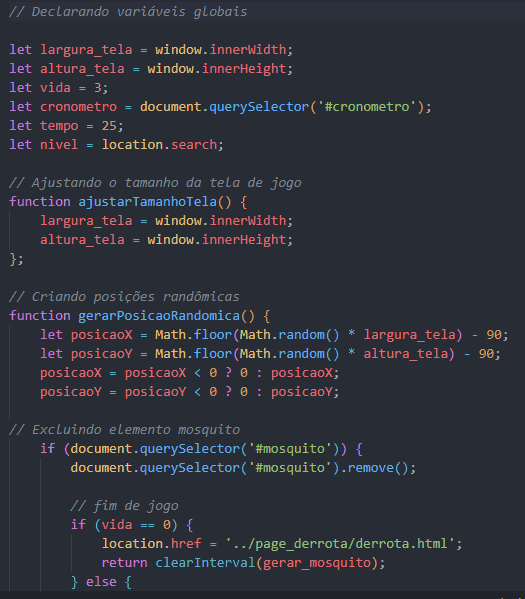 // Declarando variáveis globais
let largura_tela = window.innerWidth;
let altura_tela = window.innerHeight;
let vida = 3;
let cronometro = document.querySelector('#cronometro');
let tempo = 25;
let nivel = location.search;
// Ajustando o tamanho da tela de jogo
function ajustarTamanhoTela() {
    largura_tela = window.innerWidth;
    altura_tela = window.innerHeight;
};
// Criando posições randômicas
function gerarPosicaoRandomica() {
    let posicaoX = Math.floor(Math.random() * largura_tela) - 90;
    let posicaoY = Math.floor(Math.random() * altura_tela) - 90;
    posicaoX = posicaoX < 0 ? 0 : posicaoX;
    posicaoY = posicaoY < 0 ? 0 : posicaoY;
// Excluindo elemento mosquito
    if (document.querySelector('#mosquito')) {
        document.querySelector('#mosquito').remove();
        // fim de jogo
        if (vida == 0) {
            location.href = '../page_derrota/derrota.html';
            return clearInterval(gerar_mosquito);
        } else {